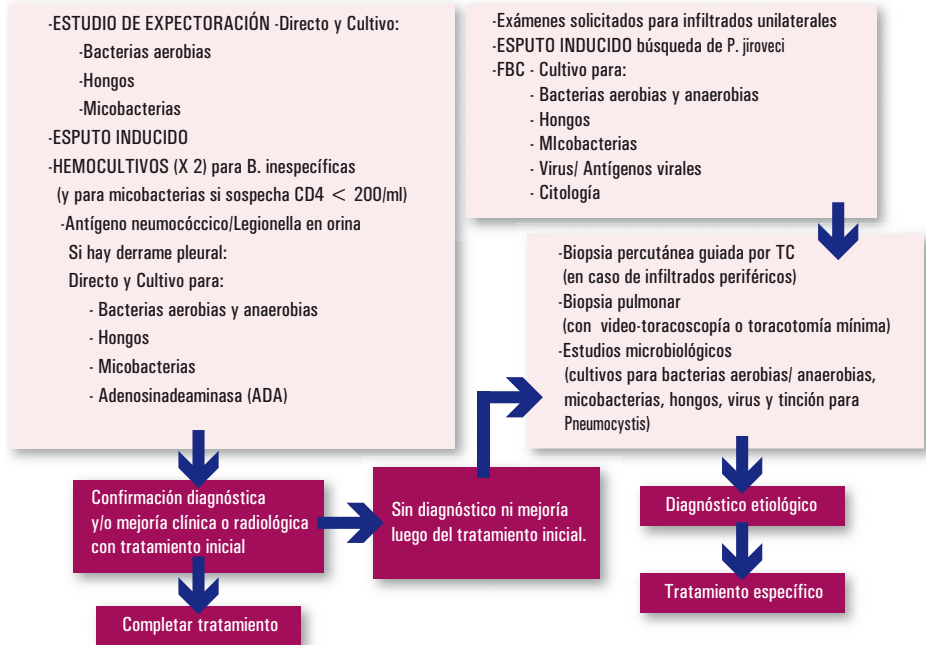 -ESTUDIO DE EXPECTORACIÓN -Directo y Cultivo:
-Bacterias aerobias
-Hongos
-Micobacterias
-ESPUTO INDUCIDO
-HEMOCULTIVOS (X 2) para B. inespecíficas
(y para micobacterias si sospecha CD4 < 200/ml)
-Antígeno neumocóccico/Legionella en orina
Si hay derrame pleural:
Directo y Cultivo para:
- Bacterias aerobias y anaerobias
- Hongos
- Micobacterias
- Adenosinadeaminasa (ADA)
-Exámenes solicitados para infiltrados unilaterales
-ESPUTO INDUCIDO búsqueda de P. jiroveci
-FBC - Cultivo para:
- Bacterias aerobias y anaerobias
- Hongos
- MIcobacterias
- Virus/ Antígenos virales
- Citología
-Biopsia percutánea guiada por TC
(en caso de infiltrados periféricos)
-Biopsia pulmonar
(con video-toracoscopía o toracotomía mínima)
-Estudios microbiológicos
(cultivos para bacterias aerobias/ anaerobias,
micobacterias, hongos, virus y tinción para
Pneumocystis)
Confirmación diagnóstica
y/o mejoría clínica o radiológica
con tratamiento inicial
Sin diagnóstico ni mejoría
luego del tratamiento inicial.
Diagnóstico etiológico
Completar tratamiento
Tratamiento específico